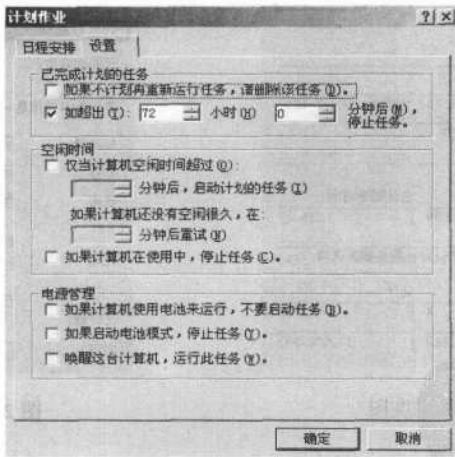 计划作业
日程安排 设置
已完成计划的任务
如果不计划再重新运行任务，请删除该任务(D)。
如超出(T): 72 小时(H) 0 分钟后(M),
停止任务。
空闲时间
仅当计算机空闲时间超过(O):
分钟后，启动计划的任务(I)
如果计算机还没有空闲很久，在:
分钟后重试(N)
如果计算机在使用中，停止任务(C)。
电源管理
如果计算机使用电池来运行，不要启动任务(B)。
如果启动电池模式，停止任务(Y)。
唤醒这台计算机，运行此任务(W)。
确定 取消